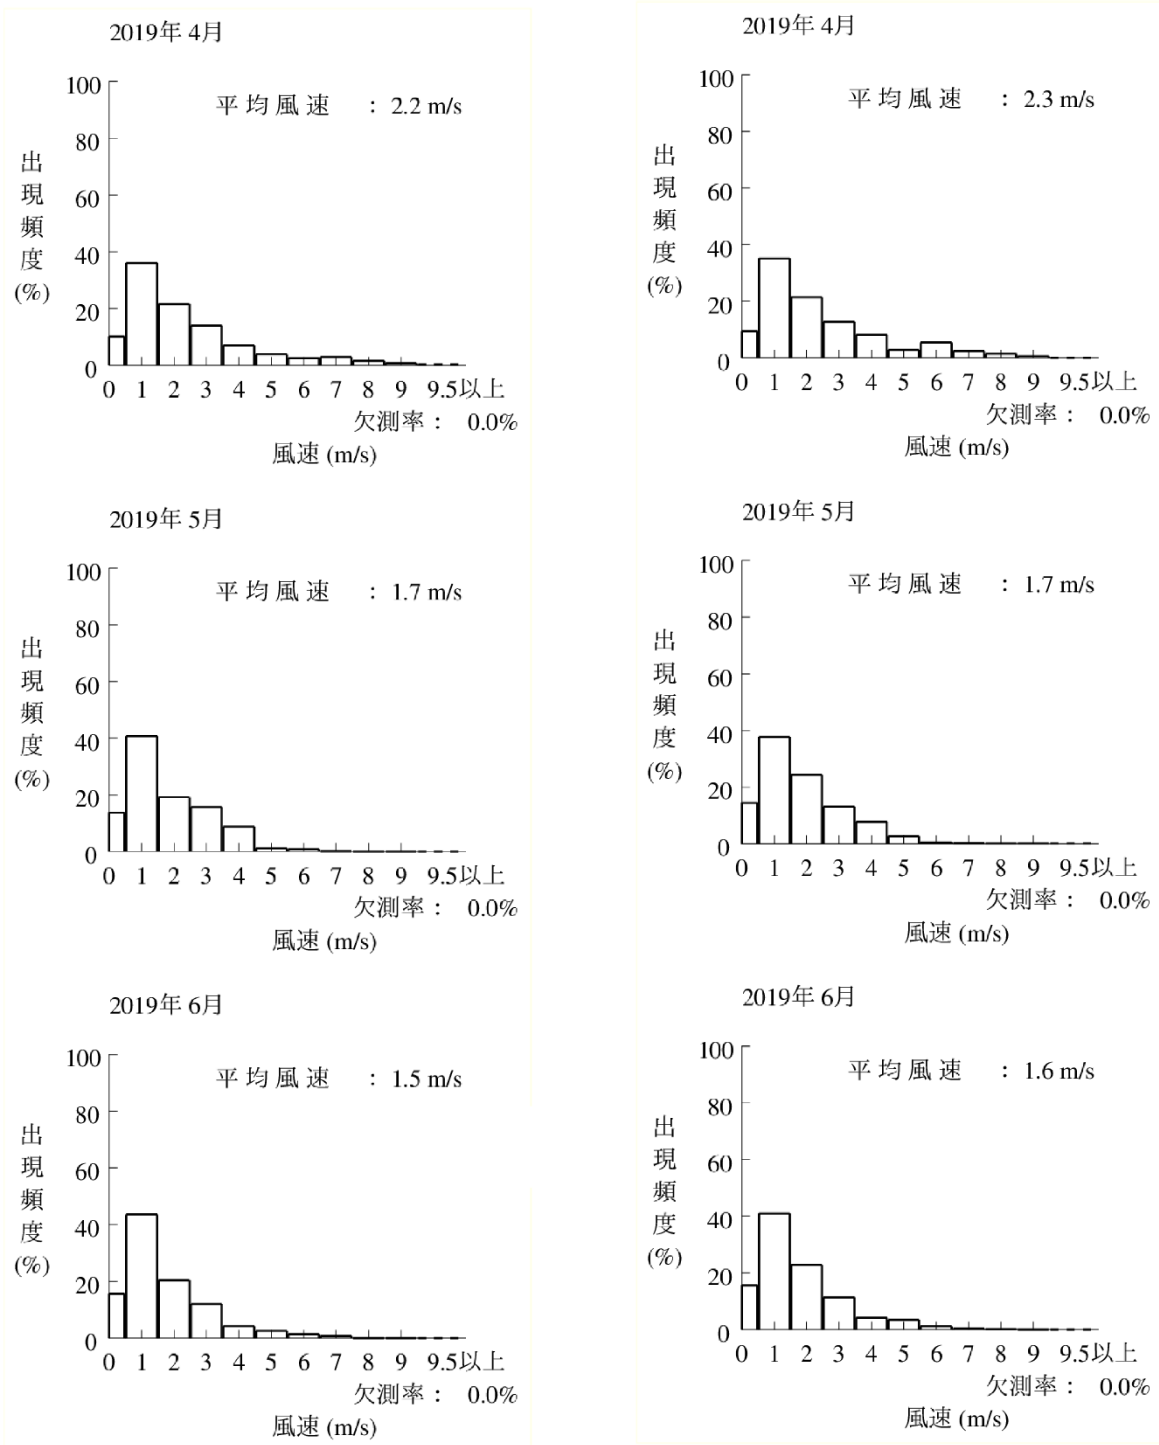 2019年 4月
平均風速 : 2.2 m/s
100
80
60
40
20
0
出現頻度(%)
0 1 2 3 4 5 6 7 8 9 9.5以上
欠測率: 0.0%
風速 (m/s)
2019年 4月
平均風速 : 2.3 m/s
100
80
60
40
20
0
出現頻度(%)
0 1 2 3 4 5 6 7 8 9 9.5以上
欠測率: 0.0%
風速 (m/s)
2019年 5月
平均風速 : 1.7 m/s
100
80
60
40
20
0
出現頻度(%)
0 1 2 3 4 5 6 7 8 9 9.5以上
欠測率: 0.0%
風速 (m/s)
2019年 5月
平均風速 : 1.7 m/s
100
80
60
40
20
0
出現頻度(%)
0 1 2 3 4 5 6 7 8 9 9.5以上
欠測率: 0.0%
風速 (m/s)
2019年 6月
平均風速 : 1.5 m/s
100
80
60
40
20
0
出現頻度(%)
0 1 2 3 4 5 6 7 8 9 9.5以上
欠測率: 0.0%
風速 (m/s)
2019年 6月
平均風速 : 1.6 m/s
100
80
60
40
20
0
出現頻度(%)
0 1 2 3 4 5 6 7 8 9 9.5以上
欠測率: 0.0%
風速 (m/s)